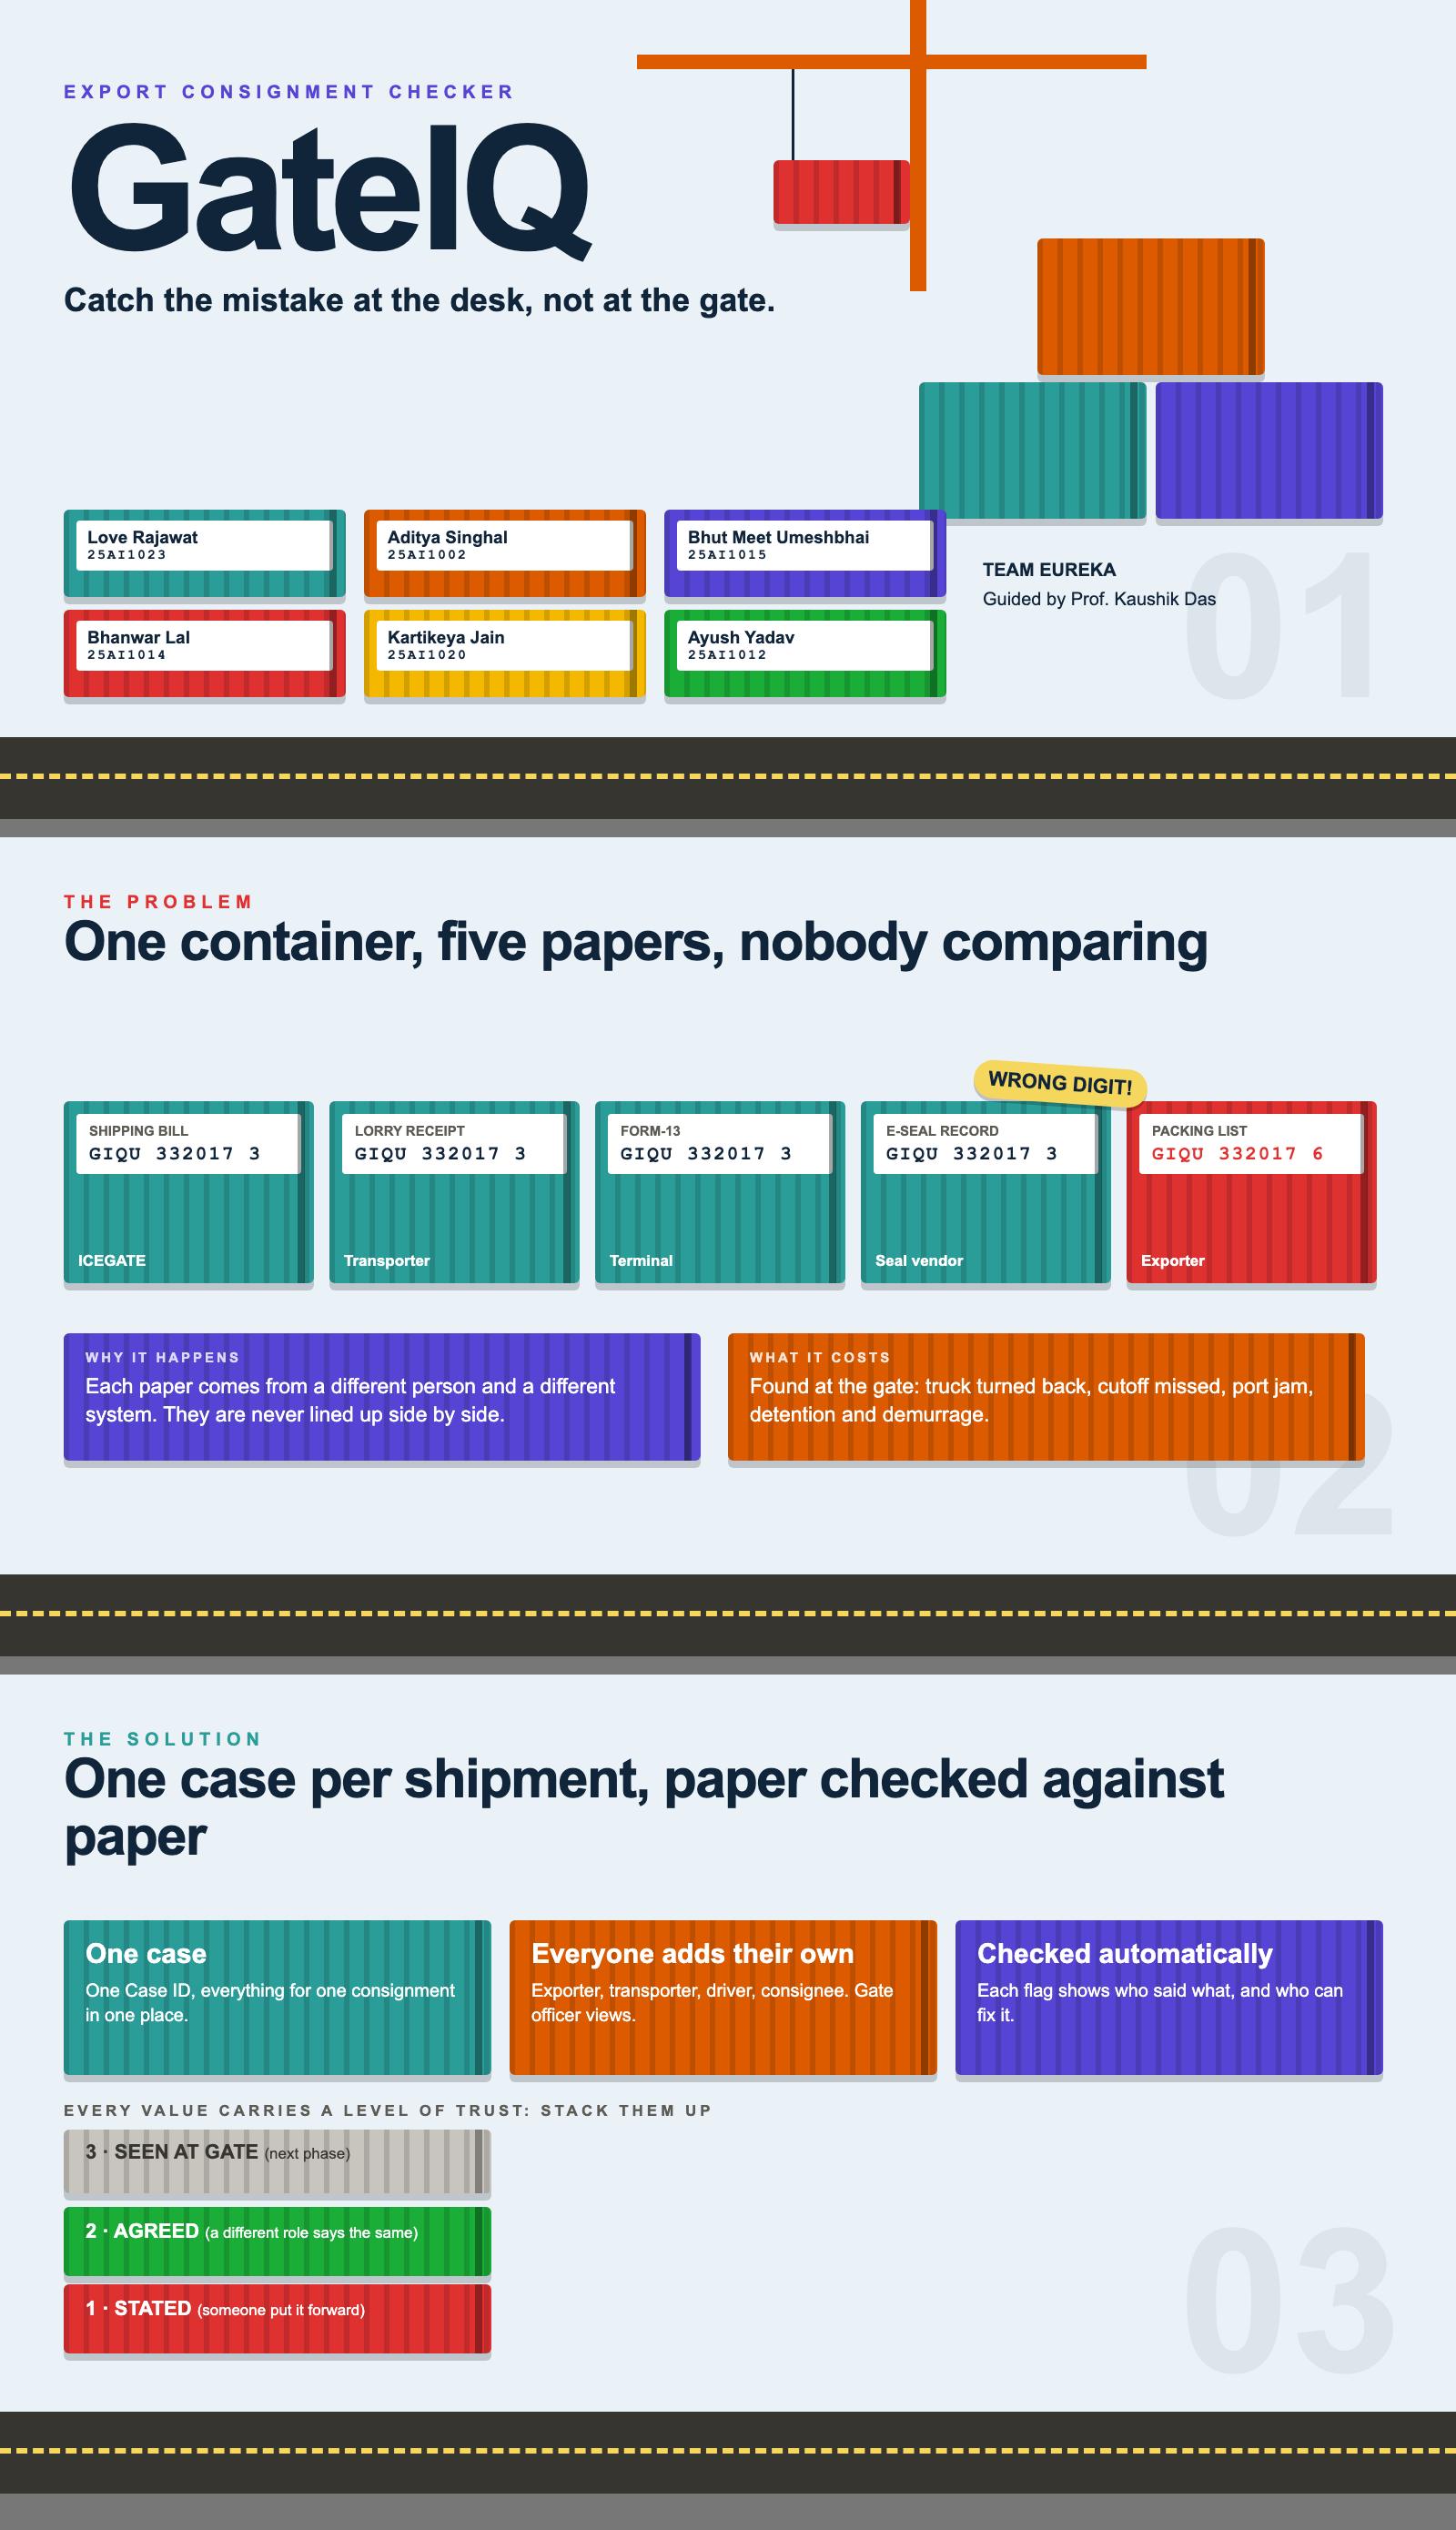 EXPORT CONSIGNMENT CHECKER
GateIQ
Catch the mistake at the desk, not at the gate.
Love Rajawat
25AI1023
Aditya Singhal
25AI1002
Bhut Meet Umeshbhai
25AI1015
Bhanwar Lal
25AI1014
Kartikeya Jain
25AI1020
Ayush Yadav
25AI1012
TEAM EUREKA
Guided by Prof. Kaushik Das
01
THE PROBLEM
One container, five papers, nobody comparing
WRONG DIGIT!
SHIPPING BILL
GIQU 332017 3
ICEGATE
LORRY RECEIPT
GIQU 332017 3
Transporter
FORM-13
GIQU 332017 3
Terminal
E-SEAL RECORD
GIQU 332017 3
Seal vendor
PACKING LIST
GIQU 332017 6
Exporter
WHY IT HAPPENS
Each paper comes from a different person and a different
system. They are never lined up side by side.
WHAT IT COSTS
Found at the gate: truck turned back, cutoff missed, port jam,
detention and demurrage.
02
THE SOLUTION
One case per shipment, paper checked against
paper
One case
One Case ID, everything for one consignment
in one place.
Everyone adds their own
Exporter, transporter, driver, consignee. Gate
officer views.
Checked automatically
Each flag shows who said what, and who can
fix it.
EVERY VALUE CARRIES A LEVEL OF TRUST: STACK THEM UP
3 · SEEN AT GATE (next phase)
2 · AGREED (a different role says the same)
1 · STATED (someone put it forward)
03